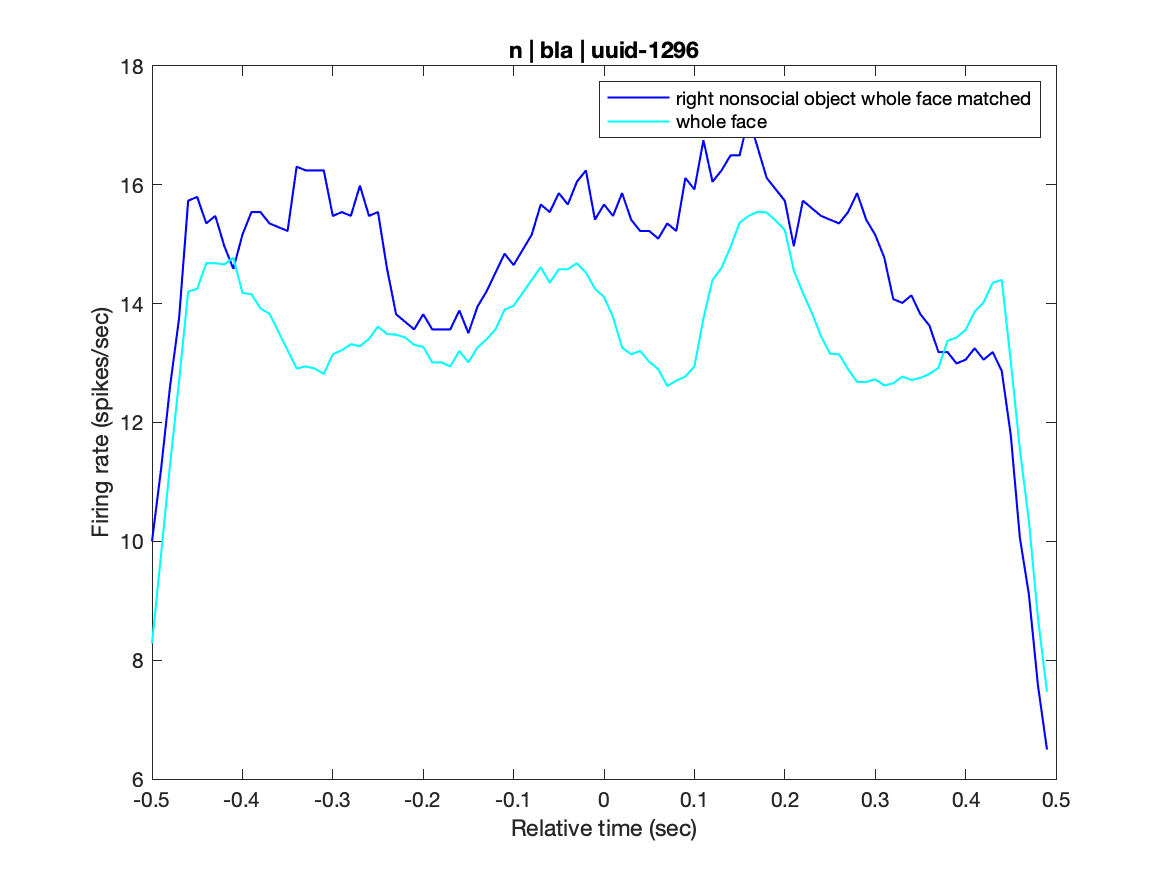 n | bla | uuid-1296
right nonsocial object whole face matched
whole face
18
16
14
12
10
8
6
Firing rate (spikes/sec)
-0.5 -0.4 -0.3 -0.2 -0.1 0 0.1 0.2 0.3 0.4 0.5
Relative time (sec)